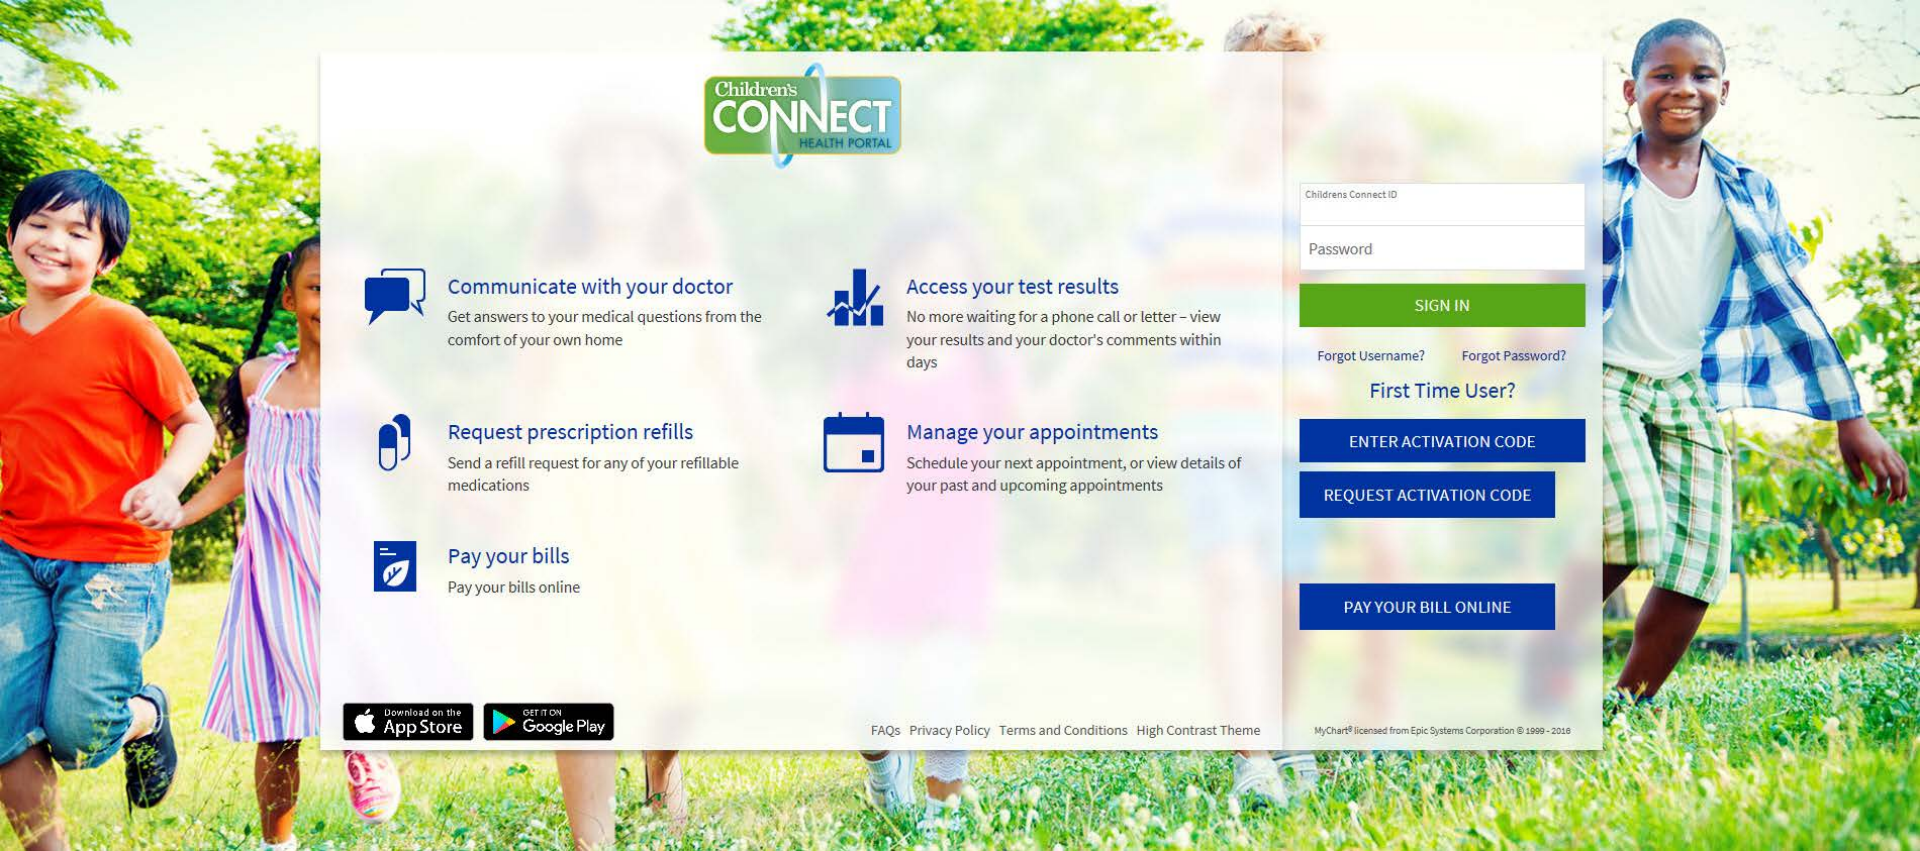 Children's
CONNECT
HEALTH PORTAL
Communicate with your doctor
Get answers to your medical questions from the
comfort of your own home
Access your test results
No more waiting for a phone call or letter – view
your results and your doctor's comments within
days
Request prescription refills
Send a refill request for any of your refillable
medications
Manage your appointments
Schedule your next appointment, or view details of
your past and upcoming appointments
Pay your bills
Pay your bills online
Download on the
App Store
GET IT ON
Google Play
FAQs Privacy Policy Terms and Conditions High Contrast Theme
Childrens Connect ID
Password
SIGN IN
Forgot Username? Forgot Password?
First Time User?
ENTER ACTIVATION CODE
REQUEST ACTIVATION CODE
PAY YOUR BILL ONLINE
MyChart® licensed from Epic Systems Corporation © 1999 - 2016